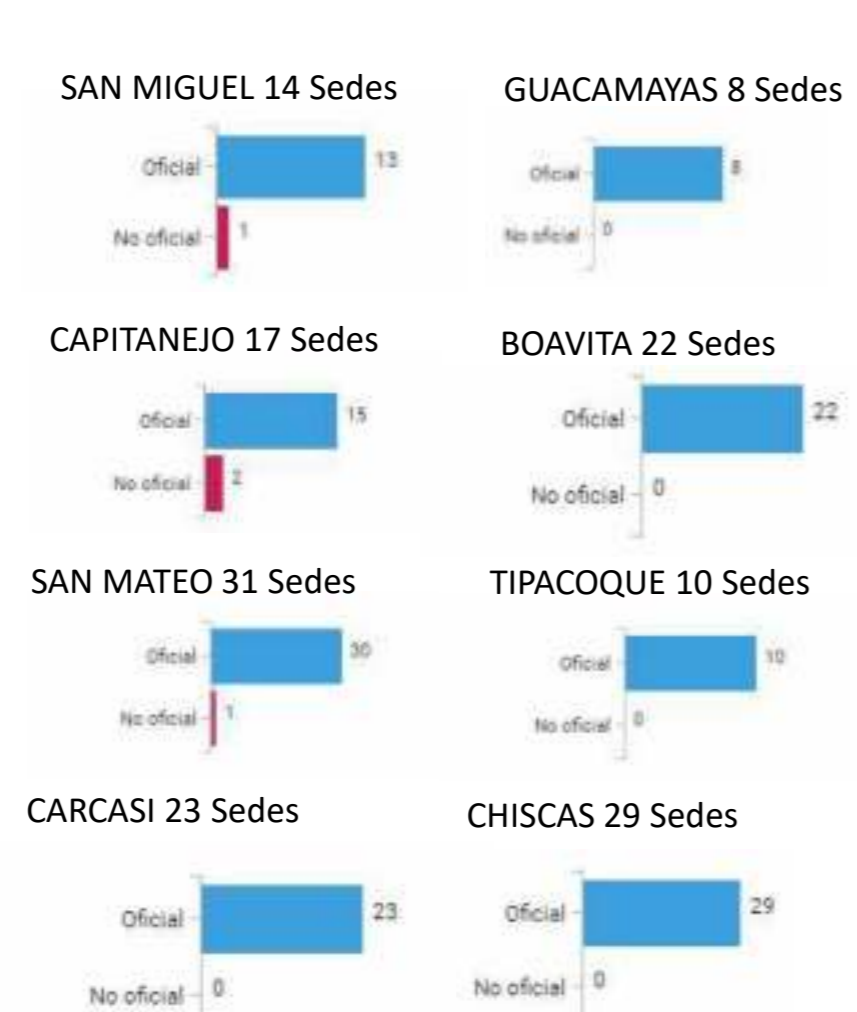 SAN MIGUEL 14 Sedes
Oficial 13
No oficial 1
GUACAMAYAS 8 Sedes
Oficial 8
No oficial 0
CAPITANEJO 17 Sedes
Oficial 15
No oficial 2
BOAVITA 22 Sedes
Oficial 22
No oficial 0
SAN MATEO 31 Sedes
Oficial 30
No oficial 1
TIPACOQUE 10 Sedes
Oficial 10
No oficial 0
CARCASI 23 Sedes
Oficial 23
No oficial 0
CHISCAS 29 Sedes
Oficial 29
No oficial 0